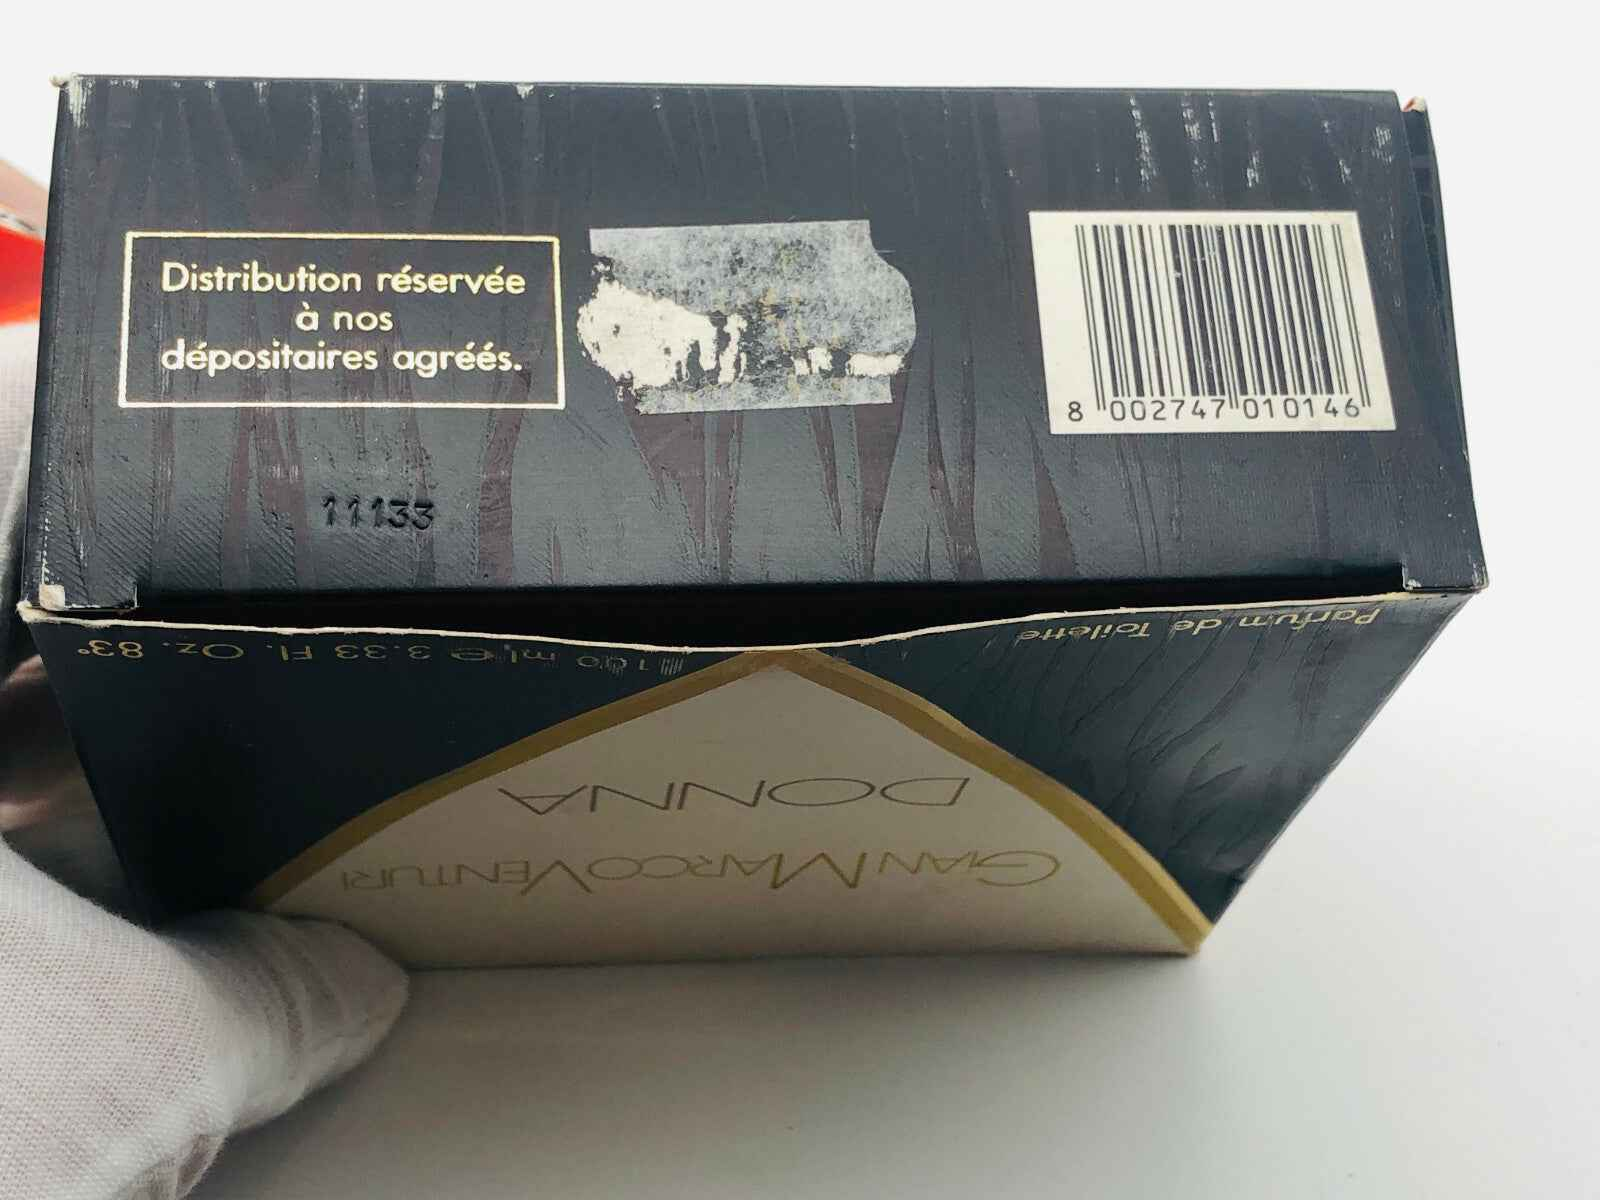 Distribution réservée
à nos
dépositaires agréés.
8 002747 010146
11133
Parfum de Toilette
100 ml ℮ 3.33 Fl. Oz. 83°
DONNA
GIANMARCOVENTURI